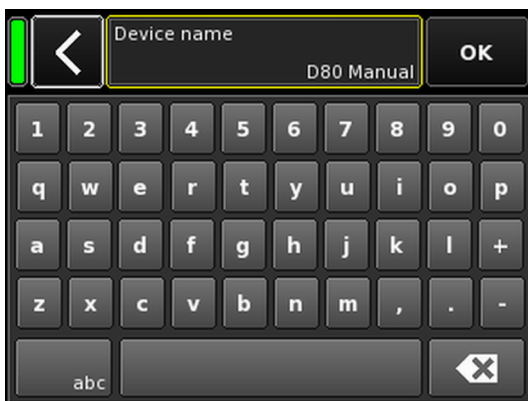 Device name
D80 Manual
OK
1 2 3 4 5 6 7 8 9 0
q w e r t y u i o p
a s d f g h j k l +
z x c v b n m , . -
abc